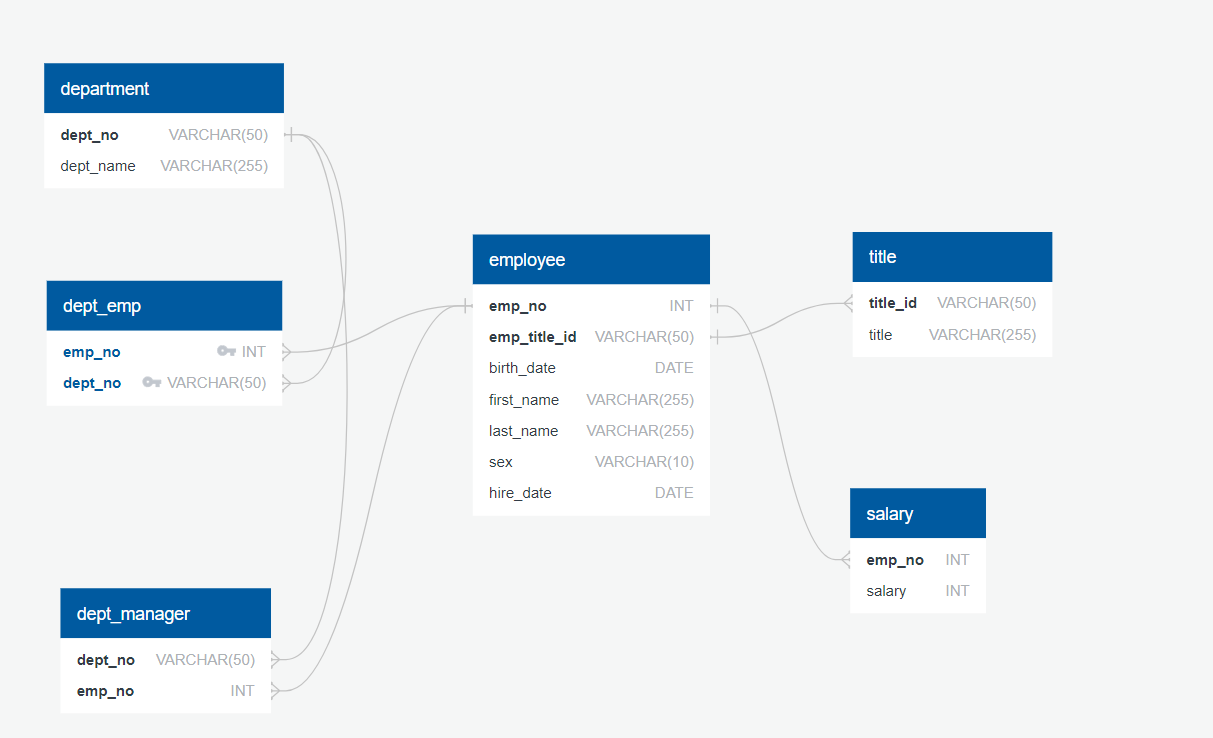 department
dept_no VARCHAR(50)
dept_name VARCHAR(255)
dept_emp
emp_no INT
dept_no VARCHAR(50)
dept_manager
dept_no VARCHAR(50)
emp_no INT
employee
emp_no INT
emp_title_id VARCHAR(50)
birth_date DATE
first_name VARCHAR(255)
last_name VARCHAR(255)
sex VARCHAR(10)
hire_date DATE
title
title_id VARCHAR(50)
title VARCHAR(255)
salary
emp_no INT
salary INT